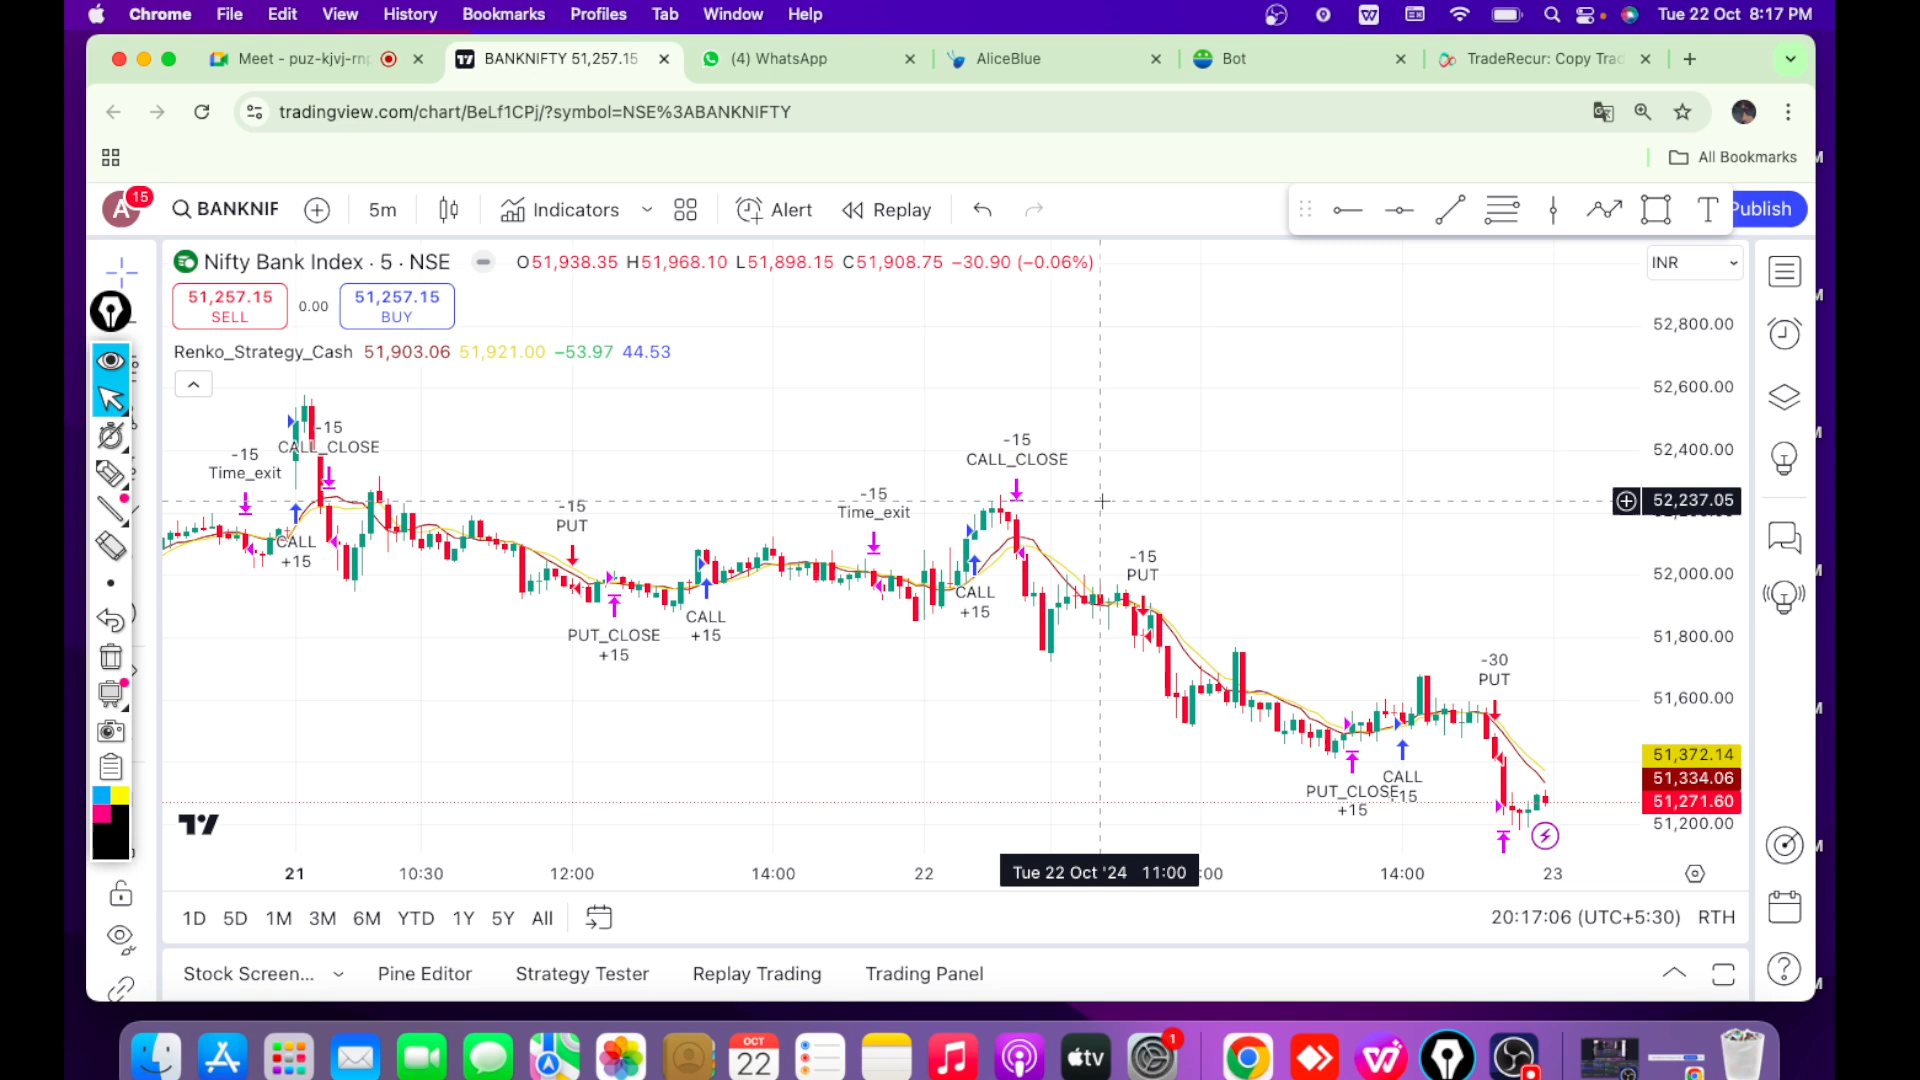 Chrome File Edit View History Bookmarks Profiles Tab Window Help Tue 22 Oct 8:17 PM
Meet - puz-kjvj-rnp BANKNIFTY 51,257.15 (4) WhatsApp AliceBlue Bot TradeRecur: Copy Trad
tradingview.com/chart/BeLf1CPj/?symbol=NSE%3ABANKNIFTY
All Bookmarks
A 15 BANKNIF 5m Indicators Alert Replay T Publish
Nifty Bank Index · 5 · NSE O51,938.35 H51,968.10 L51,898.15 C51,908.75 −30.90 (−0.06%) INR
51,257.15 SELL 0.00 51,257.15 BUY
Renko_Strategy_Cash 51,903.06 51,921.00 −53.97 44.53
52,800.00
52,600.00
52,400.00
52,237.05
52,000.00
51,800.00
51,600.00
51,372.14
51,334.06
51,271.60
51,200.00
-15
Time_exit
-15
CALL_CLOSE
CALL
+15
-15
PUT
PUT_CLOSE
+15
CALL
+15
-15
Time_exit
-15
CALL_CLOSE
CALL
+15
-15
PUT
PUT_CLOSE
+15
CALL
+15
-30
PUT
21 10:30 12:00 14:00 22 Tue 22 Oct '24 11:00 :00 14:00 23
1D 5D 1M 3M 6M YTD 1Y 5Y All 20:17:06 (UTC+5:30) RTH
Stock Screen... Pine Editor Strategy Tester Replay Trading Trading Panel
OCT
22
tv
1